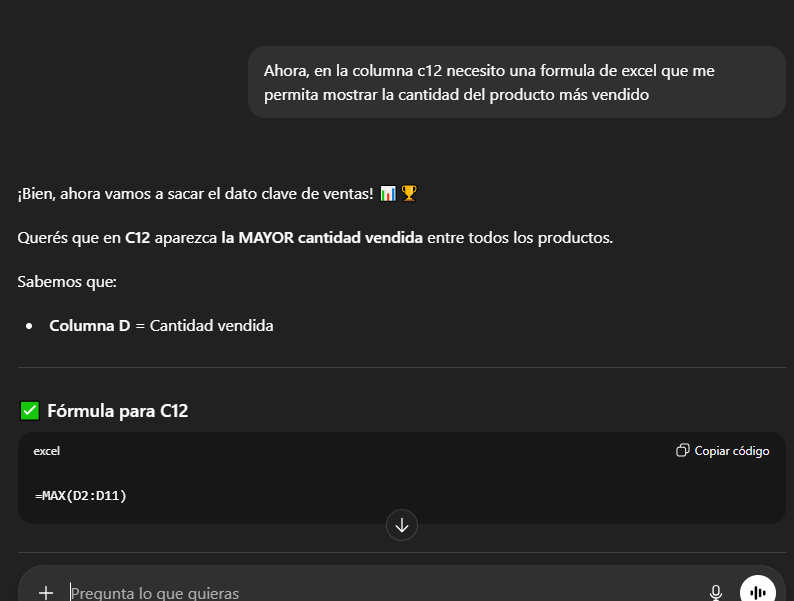 Ahora, en la columna c12 necesito una formula de excel que me
permita mostrar la cantidad del producto más vendido
¡Bien, ahora vamos a sacar el dato clave de ventas! 📊🏆
Querés que en C12 aparezca la MAYOR cantidad vendida entre todos los productos.
Sabemos que:
• Columna D = Cantidad vendida
✅ Fórmula para C12
excel
Copiar código
=MAX(D2:D11)
Pregunta lo que quieras